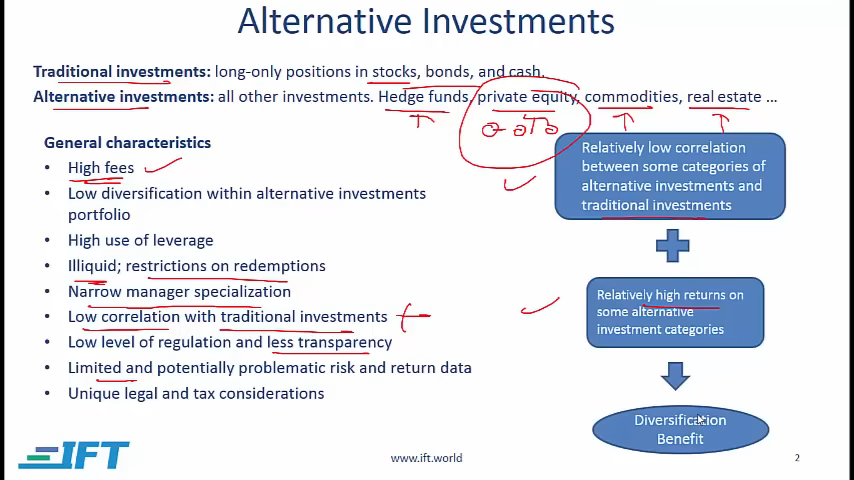 Alternative Investments
Traditional investments: long-only positions in stocks, bonds, and cash.
Alternative investments: all other investments. Hedge funds, private equity, commodities, real estate ...
General characteristics
• High fees
• Low diversification within alternative investments
portfolio
• High use of leverage
• Illiquid; restrictions on redemptions
• Narrow manager specialization
• Low correlation with traditional investments
• Low level of regulation and less transparency
• Limited and potentially problematic risk and return data
• Unique legal and tax considerations
Relatively low correlation
between some categories of
alternative investments and
traditional investments
Relatively high returns on
some alternative
investment categories
Diversification
Benefit
IFT
www.ift.world
2